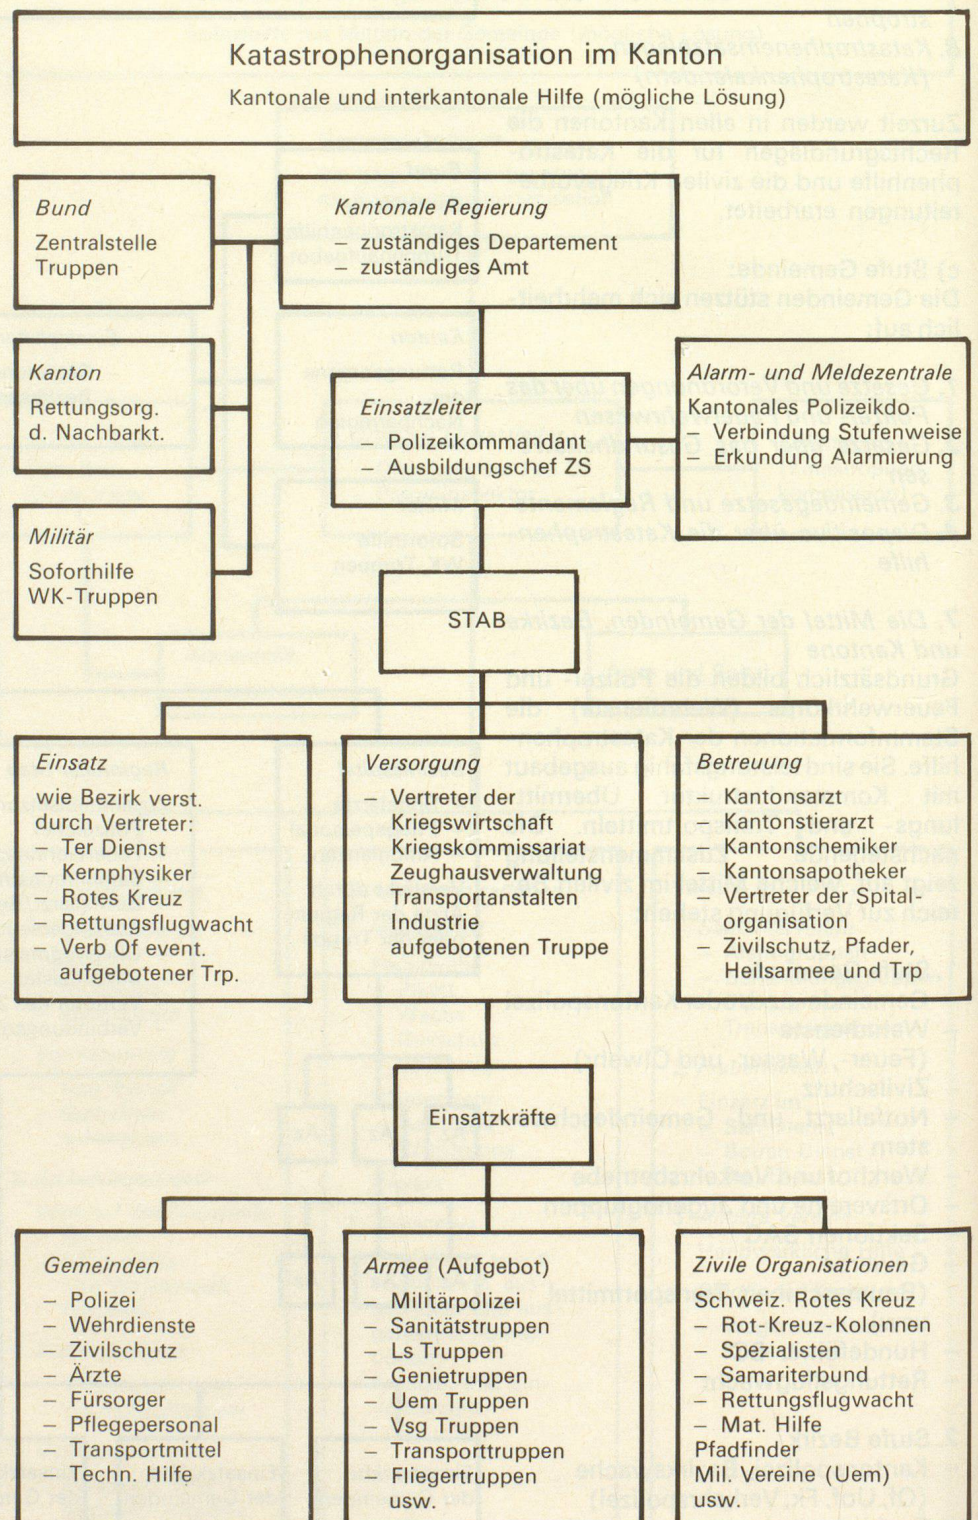 Katastrophenorganisation im Kanton
Kantonale und interkantonale Hilfe (mögliche Lösung)
Bund
Zentralstelle
Truppen
Kantonale Regierung
– zuständiges Departement
– zuständiges Amt
Kanton
Rettungsorg.
d. Nachbarkt.
Einsatzleiter
– Polizeikommandant
– Ausbildungschef ZS
Alarm- und Meldezentrale
Kantonales Polizeikdo.
– Verbindung Stufenweise
– Erkundung Alarmierung
Militär
Soforthilfe
WK-Truppen
STAB
Einsatz
wie Bezirk verst.
durch Vertreter:
– Ter Dienst
– Kernphysiker
– Rotes Kreuz
– Rettungsflugwacht
– Verb Of event.
aufgebotener Trp.
Versorgung
– Vertreter der
Kriegswirtschaft
– Kriegskommissariat
– Zeughausverwaltung
– Transportanstalten
– Industrie
– aufgebotenen Truppe
Betreuung
– Kantonsarzt
– Kantonstierarzt
– Kantonschemiker
– Kantonsapotheker
– Vertreter der Spital-
organisation
– Zivilschutz, Pfader,
Heilsarmee und Trp
Einsatzkräfte
Gemeinden
– Polizei
– Wehrdienste
– Zivilschutz
– Ärzte
– Fürsorger
– Pflegepersonal
– Transportmittel
– Techn. Hilfe
Armee (Aufgebot)
– Militärpolizei
– Sanitätstruppen
– Ls Truppen
– Genietruppen
– Uem Truppen
– Vsg Truppen
– Transporttruppen
– Fliegertruppen
usw.
Zivile Organisationen
Schweiz. Rotes Kreuz
– Rot-Kreuz-Kolonnen
– Spezialisten
– Samariterbund
– Rettungsflugwacht
– Mat. Hilfe
Pfadfinder
Mil. Vereine (Uem)
usw.